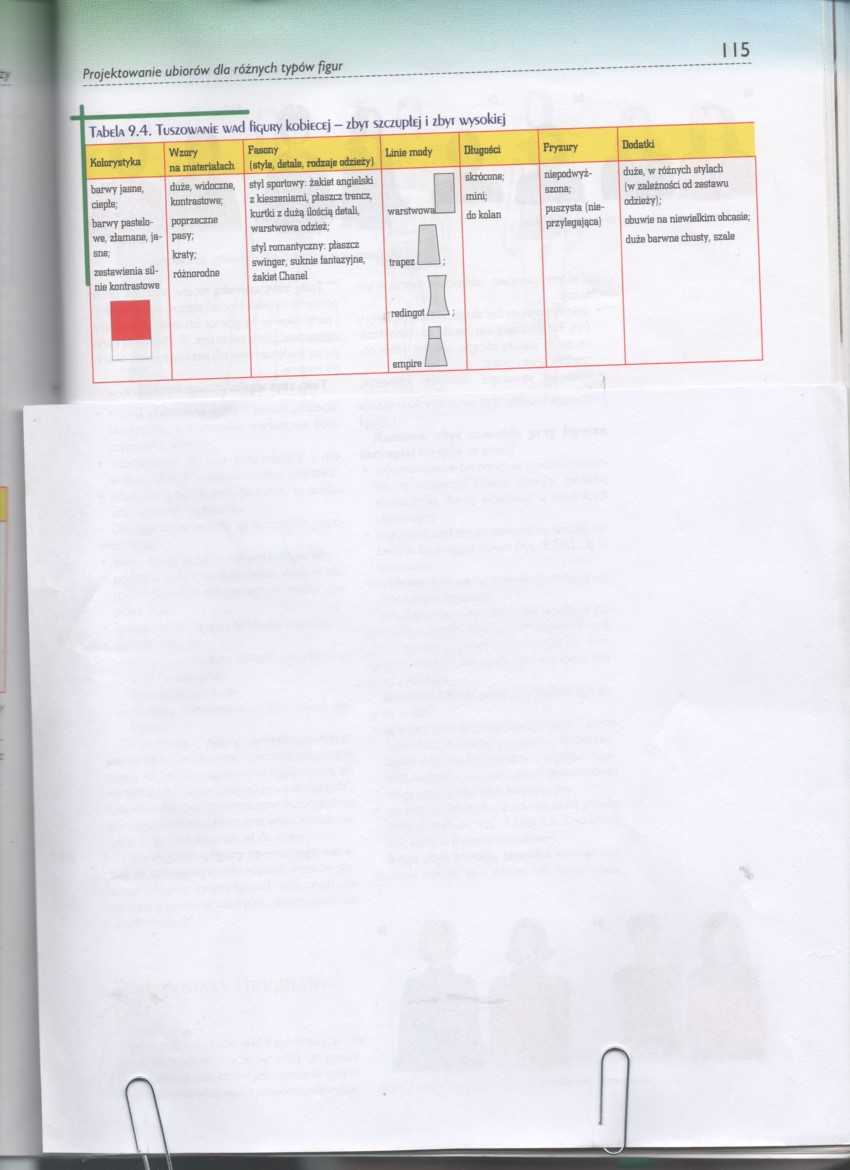 115
Projektowanie ubiorów dla różnych typów figur
Tabela 9.4. Tuszowanie wad figury kobiecej – zbyt szczupłej i zbyt wysokiej
Kolorystyka
Wzory
na materiałach
Fasony
(style, detale, rodzaje odzieży)
Linie mody
Długości
Fryzury
Dodatki
barwy jasne,
ciepłe;
barwy pastelo-
we, złamane, ja-
sne;
zestawienia sil-
nie kontrastowe
duże, widoczne,
kontrastowe;
poprzeczne
pasy;
kraty;
różnorodne
styl sportowy: żakiet angielski
z kieszeniami, płaszcz trencz,
kurtki z dużą ilością detali,
warstwowa odzież;
styl romantyczny: płaszcz
swinger, suknie fantazyjne,
żakiet Chanel
warstwowa
trapez ;
redingot ;
empire
skrócone;
mini;
do kolan
niepodwyż-
szona;
puszysta (nie-
przylegająca)
duże, w różnych stylach
(w zależności od zestawu
odzieży);
obuwie na niewielkim obcasie;
duże barwne chusty, szale